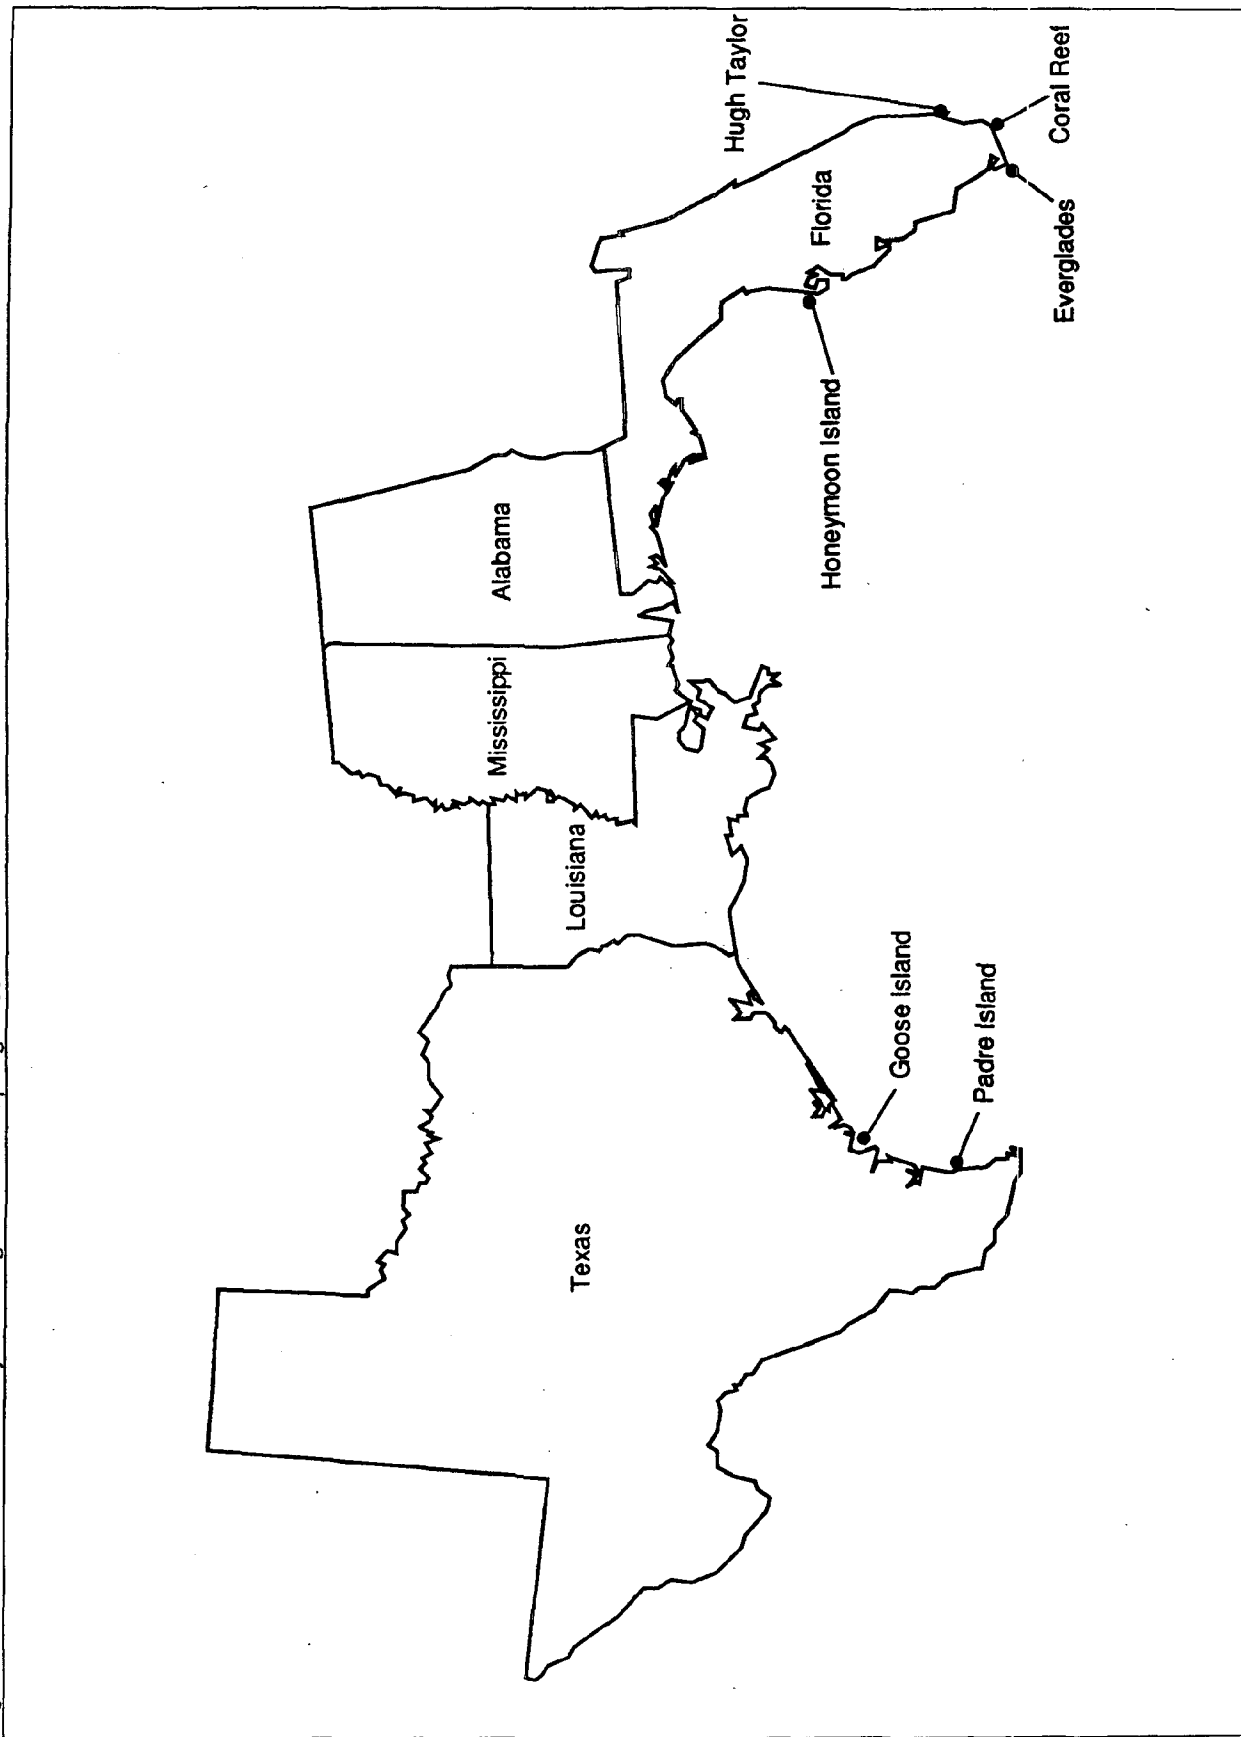 Texas
Louisiana
Mississippi
Alabama
Florida
Goose Island
Padre Island
Honeymoon Island
Everglades
Coral Reef
Hugh Taylor